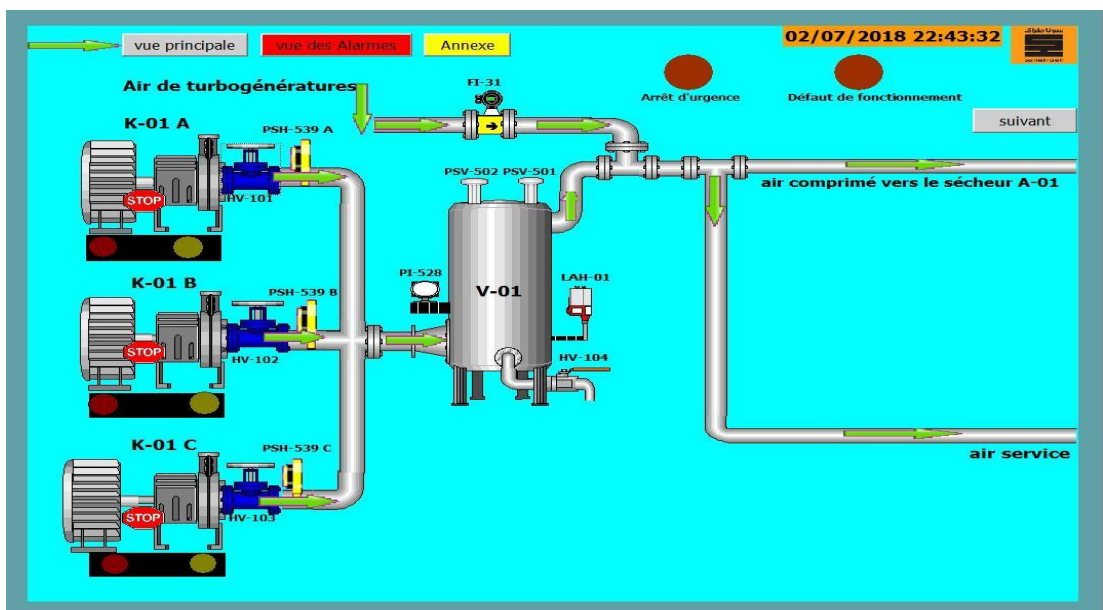 vue principale
vue des Alarmes
Annexe
02/07/2018 22:43:32
سوناطراك
sonatrach
Air de turbogénératures
FI-31
Arrêt d'urgence
Défaut de fonctionnement
suivant
K-01 A
PSH-539 A
STOP
HV-101
PSV-502
PSV-501
air comprimé vers le sécheur A-01
K-01 B
PSH-539 B
STOP
HV-102
PI-528
V-01
LAH-01
HV-104
K-01 C
PSH-539 C
STOP
HV-103
air service